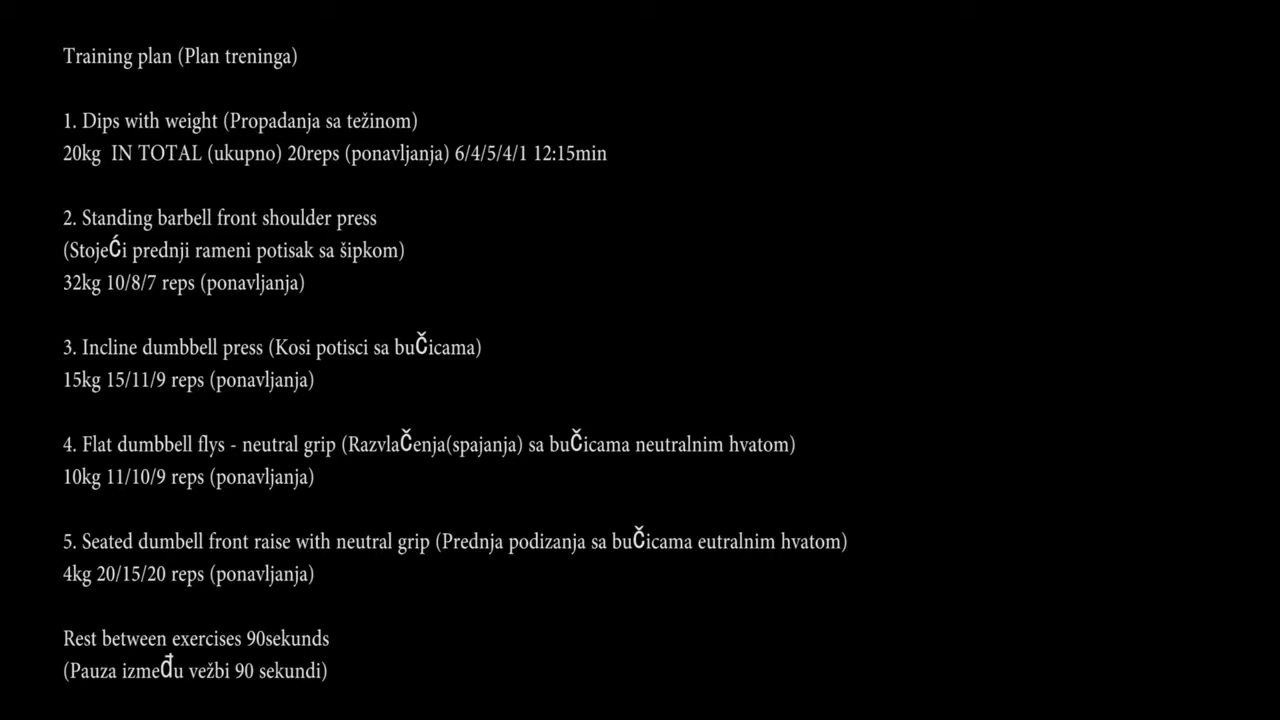 Training plan (Plan treninga)
1. Dips with weight (Propadanja sa težinom)
20kg  IN TOTAL (ukupno) 20reps (ponavljanja) 6/4/5/4/1 12:15min
2. Standing barbell front shoulder press
(StojeĆi prednji rameni potisak sa šipkom)
32kg 10/8/7 reps (ponavljanja)
3. Incline dumbbell press (Kosi potisci sa buČicama)
15kg 15/11/9 reps (ponavljanja)
4. Flat dumbbell flys - neutral grip (RazvlaČenja(spajanja) sa buČicama neutralnim hvatom)
10kg 11/10/9 reps (ponavljanja)
5. Seated dumbell front raise with neutral grip (Prednja podizanja sa buČicama eutralnim hvatom)
4kg 20/15/20 reps (ponavljanja)
Rest between exercises 90sekunds
(Pauza između vežbi 90 sekundi)